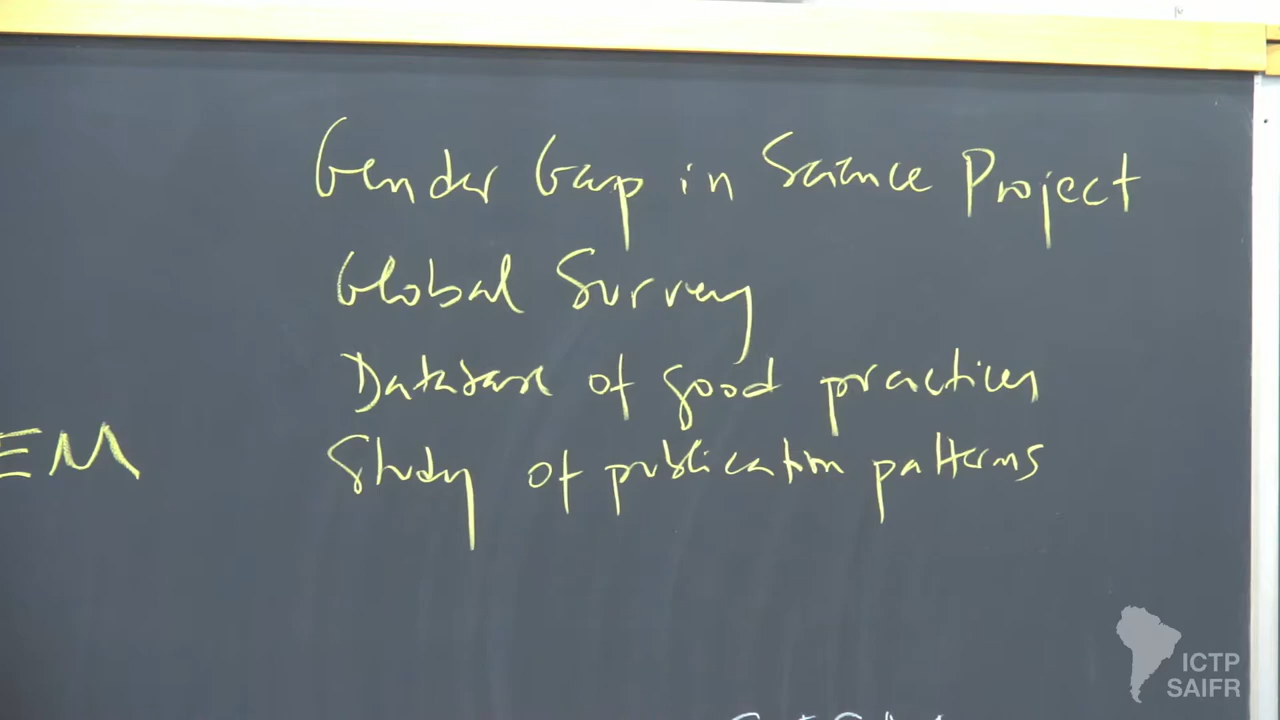 Gender Gap in Science Project
Global Survey
Database of good practices
EM
Study of publication patterns
ICTP
SAIFR